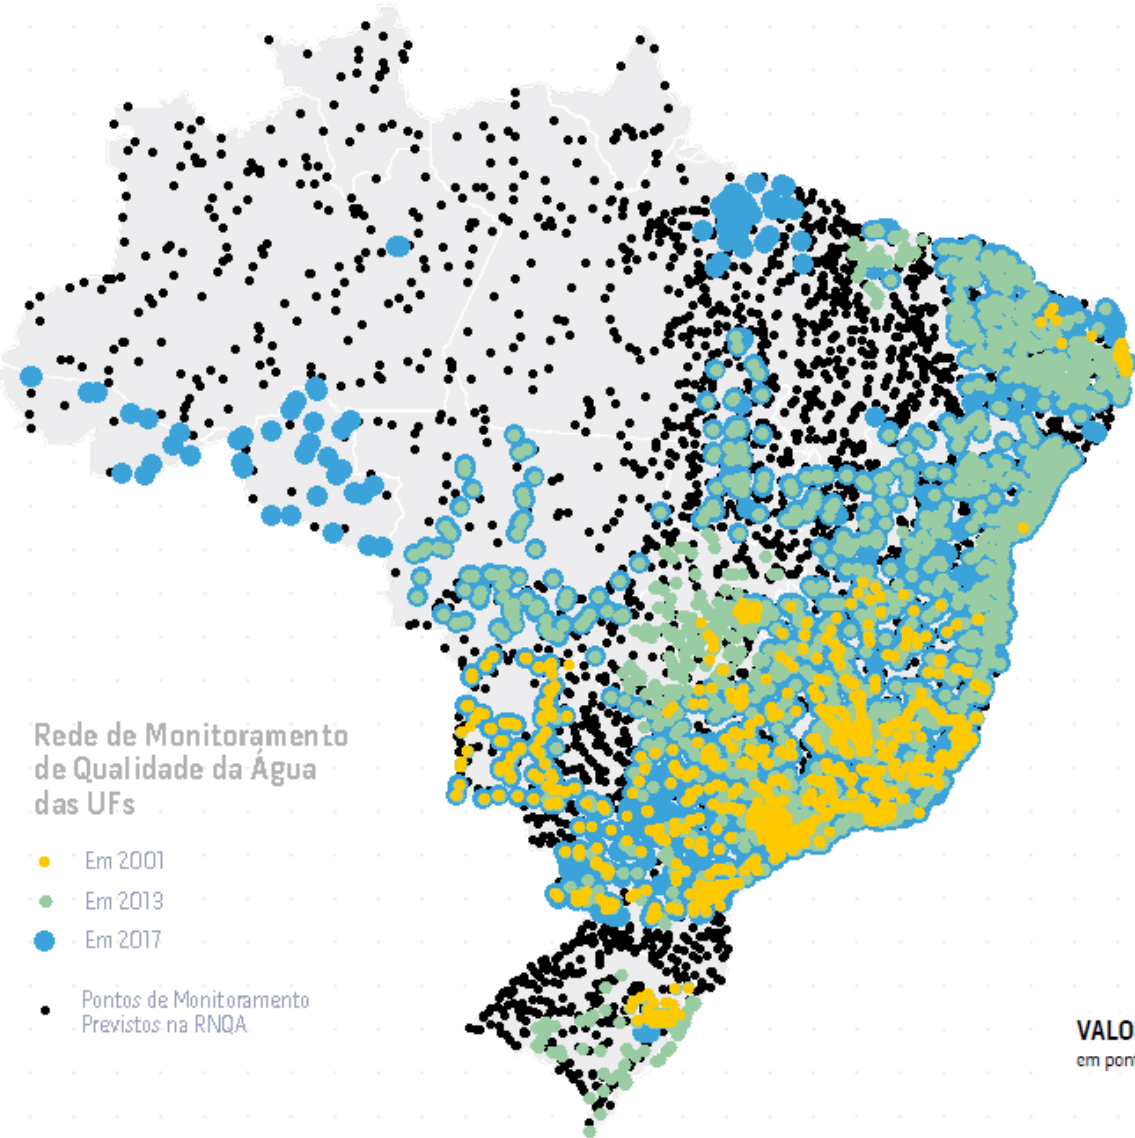 Rede de Monitoramento
de Qualidade da Água
das UFs
Em 2001
Em 2013
Em 2017
Pontos de Monitoramento
Previstos na RNQA
VALO
em pont